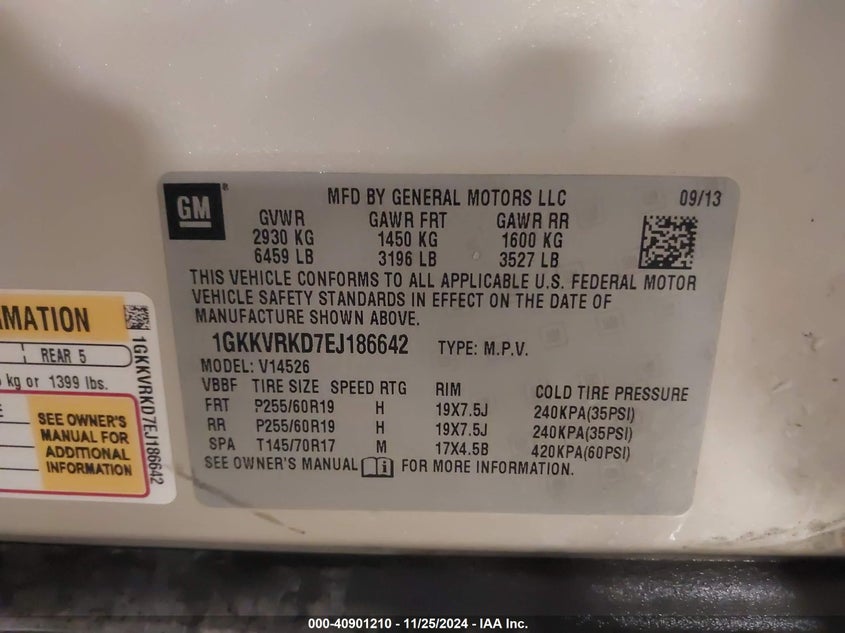 GM ®
MFD BY GENERAL MOTORS LLC 09/13
GVWR GAWR FRT GAWR RR
2930 KG 1450 KG 1600 KG
6459 LB 3196 LB 3527 LB
THIS VEHICLE CONFORMS TO ALL APPLICABLE U.S. FEDERAL MOTOR
VEHICLE SAFETY STANDARDS IN EFFECT ON THE DATE OF
MANUFACTURE SHOWN ABOVE.
1GKKVRKD7EJ186642 TYPE: M.P.V.
MODEL: V14526
VBBF TIRE SIZE SPEED RTG RIM COLD TIRE PRESSURE
FRT P255/60R19 H 19X7.5J 240KPA(35PSI)
RR P255/60R19 H 19X7.5J 240KPA(35PSI)
SPA T145/70R17 M 17X4.5B 420KPA(60PSI)
SEE OWNER'S MANUAL i FOR MORE INFORMATION.
RMATION
REAR 5
kg or 1399 lbs.
SEE OWNER'S
MANUAL FOR
ADDITIONAL
INFORMATION
1GKKVRKD7EJ186642
000-40901210 - 11/25/2024 - IAA Inc.